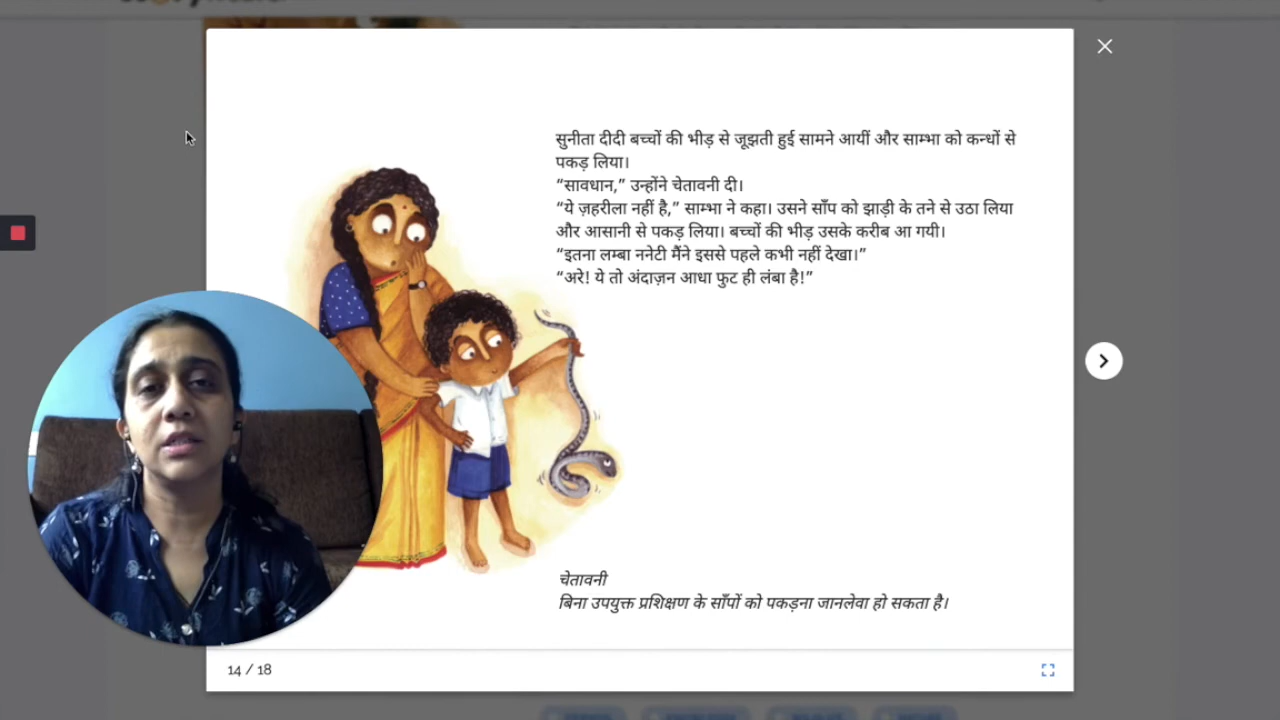 सुनीता दीदी बच्चों की भीड़ से जूझती हुई सामने आयीं और साम्भा को कन्धों से
पकड़ लिया।
“सावधान,” उन्होंने चेतावनी दी।
“ये ज़हरीला नहीं है,” साम्भा ने कहा। उसने साँप को झाड़ी के तने से उठा लिया
और आसानी से पकड़ लिया। बच्चों की भीड़ उसके करीब आ गयी।
“इतना लम्बा ननेटी मैंने इससे पहले कभी नहीं देखा।”
“अरे! ये तो अंदाज़न आधा फुट ही लंबा है!”
चेतावनी
बिना उपयुक्त प्रशिक्षण के साँपों को पकड़ना जानलेवा हो सकता है।
14 / 18